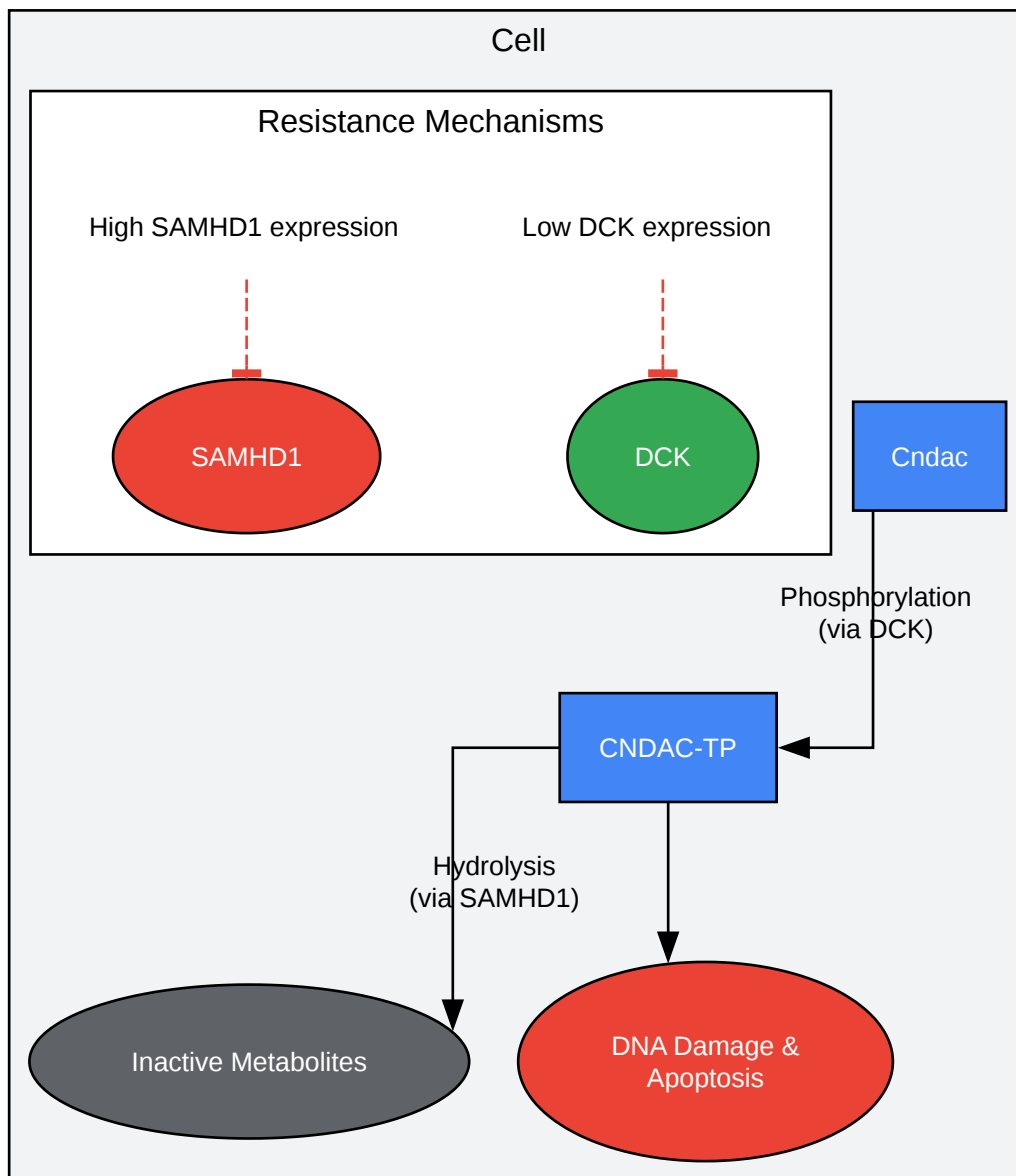 Cell
Resistance Mechanisms
High SAMHD1 expression
Low DCK expression
SAMHD1
DCK
Cndac
Phosphorylation
(via DCK)
CNDAC-TP
Hydrolysis
(via SAMHD1)
Inactive Metabolites
DNA Damage &
Apoptosis